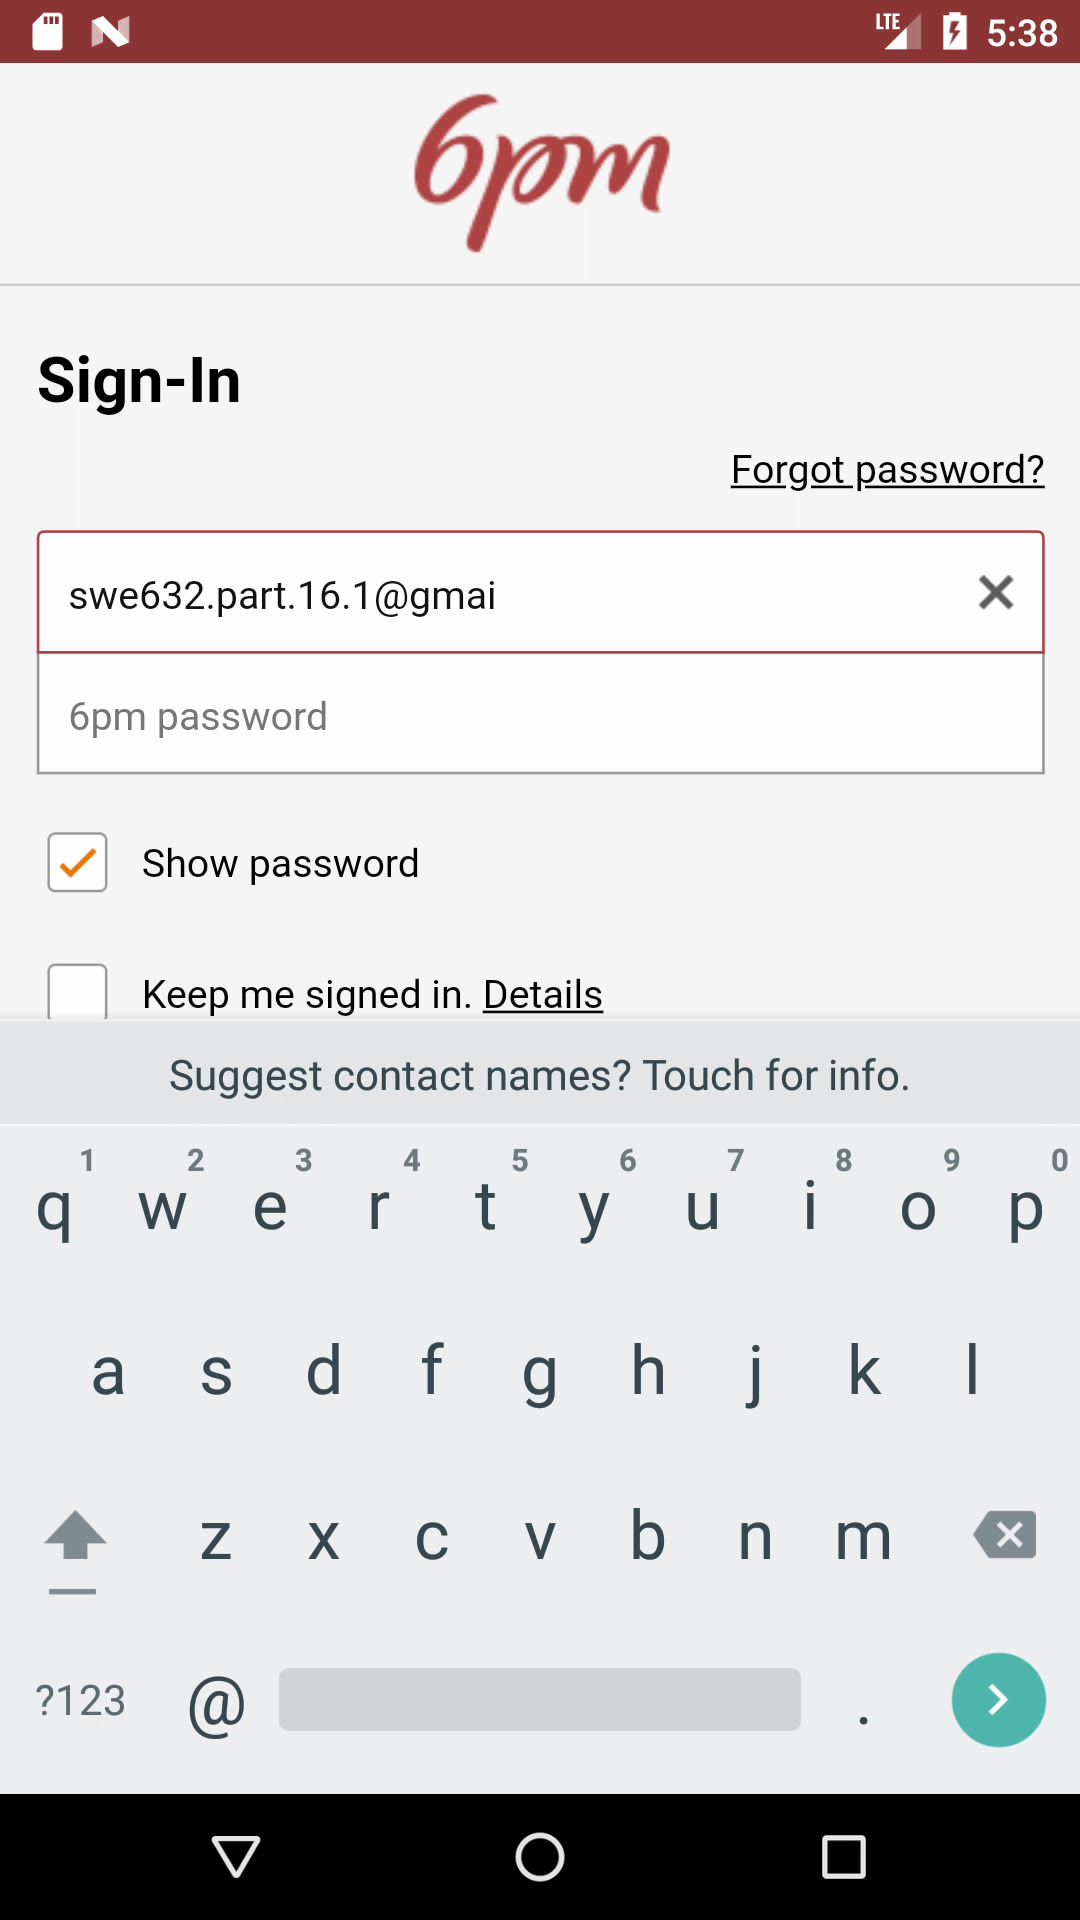 LTE 5:38
6pm
Sign-In
Forgot password?
swe632.part.16.1@gmai
6pm password
Show password
Keep me signed in. Details
Suggest contact names? Touch for info.
1 2 3 4 5 6 7 8 9 0
q w e r t y u i o p
a s d f g h j k l
z x c v b n m
?123 @ .